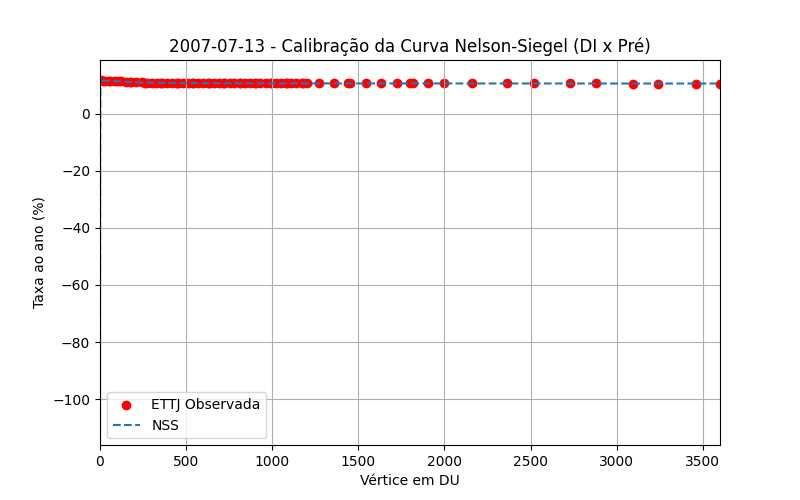 2007-07-13 - Calibração da Curva Nelson-Siegel (DI x Pré)
Taxa ao ano (%)
0
−20
−40
−60
−80
−100
ETTJ Observada
NSS
0 500 1000 1500 2000 2500 3000 3500
Vértice em DU